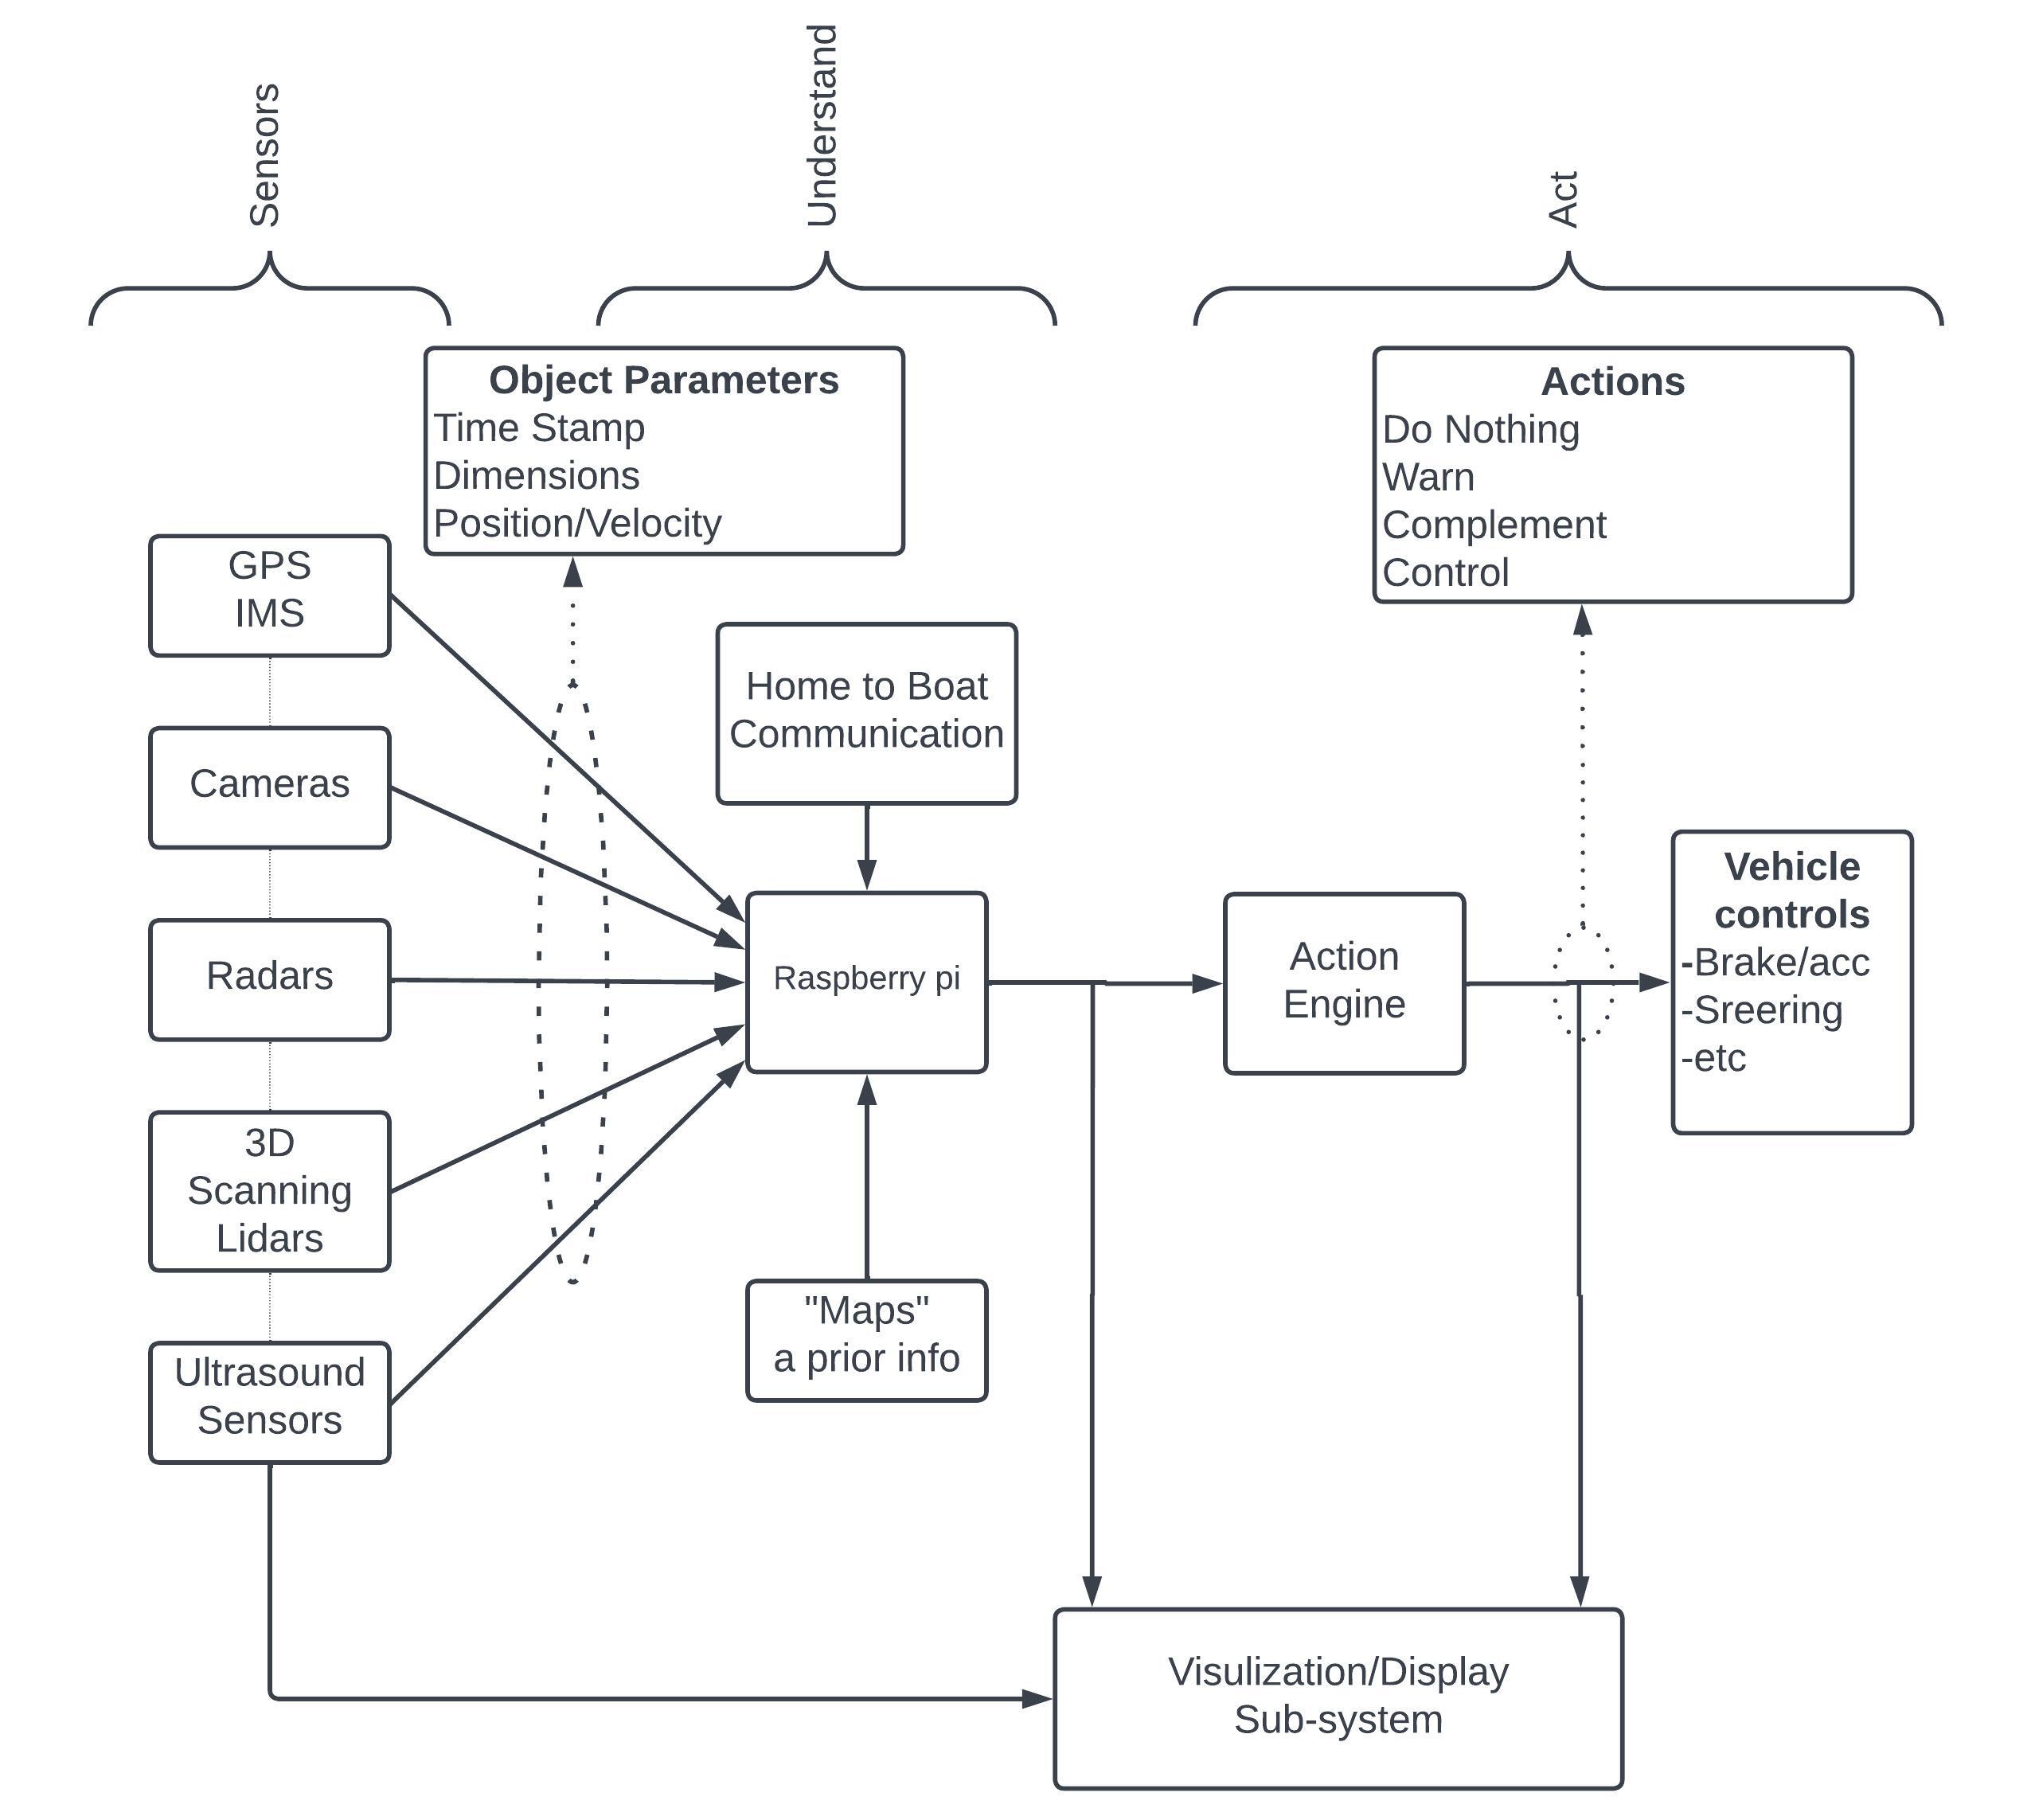 Sensors
Understand
Act
Object Parameters
Time Stamp
Dimensions
Position/Velocity
Actions
Do Nothing
Warn
Complement
Control
GPS
IMS
Home to Boat
Communication
Cameras
Vehicle
controls
-Brake/acc
-Sreering
-etc
Radars
Raspberry pi
Action
Engine
3D
Scanning
Lidars
"Maps"
a prior info
Ultrasound
Sensors
Visulization/Display
Sub-system